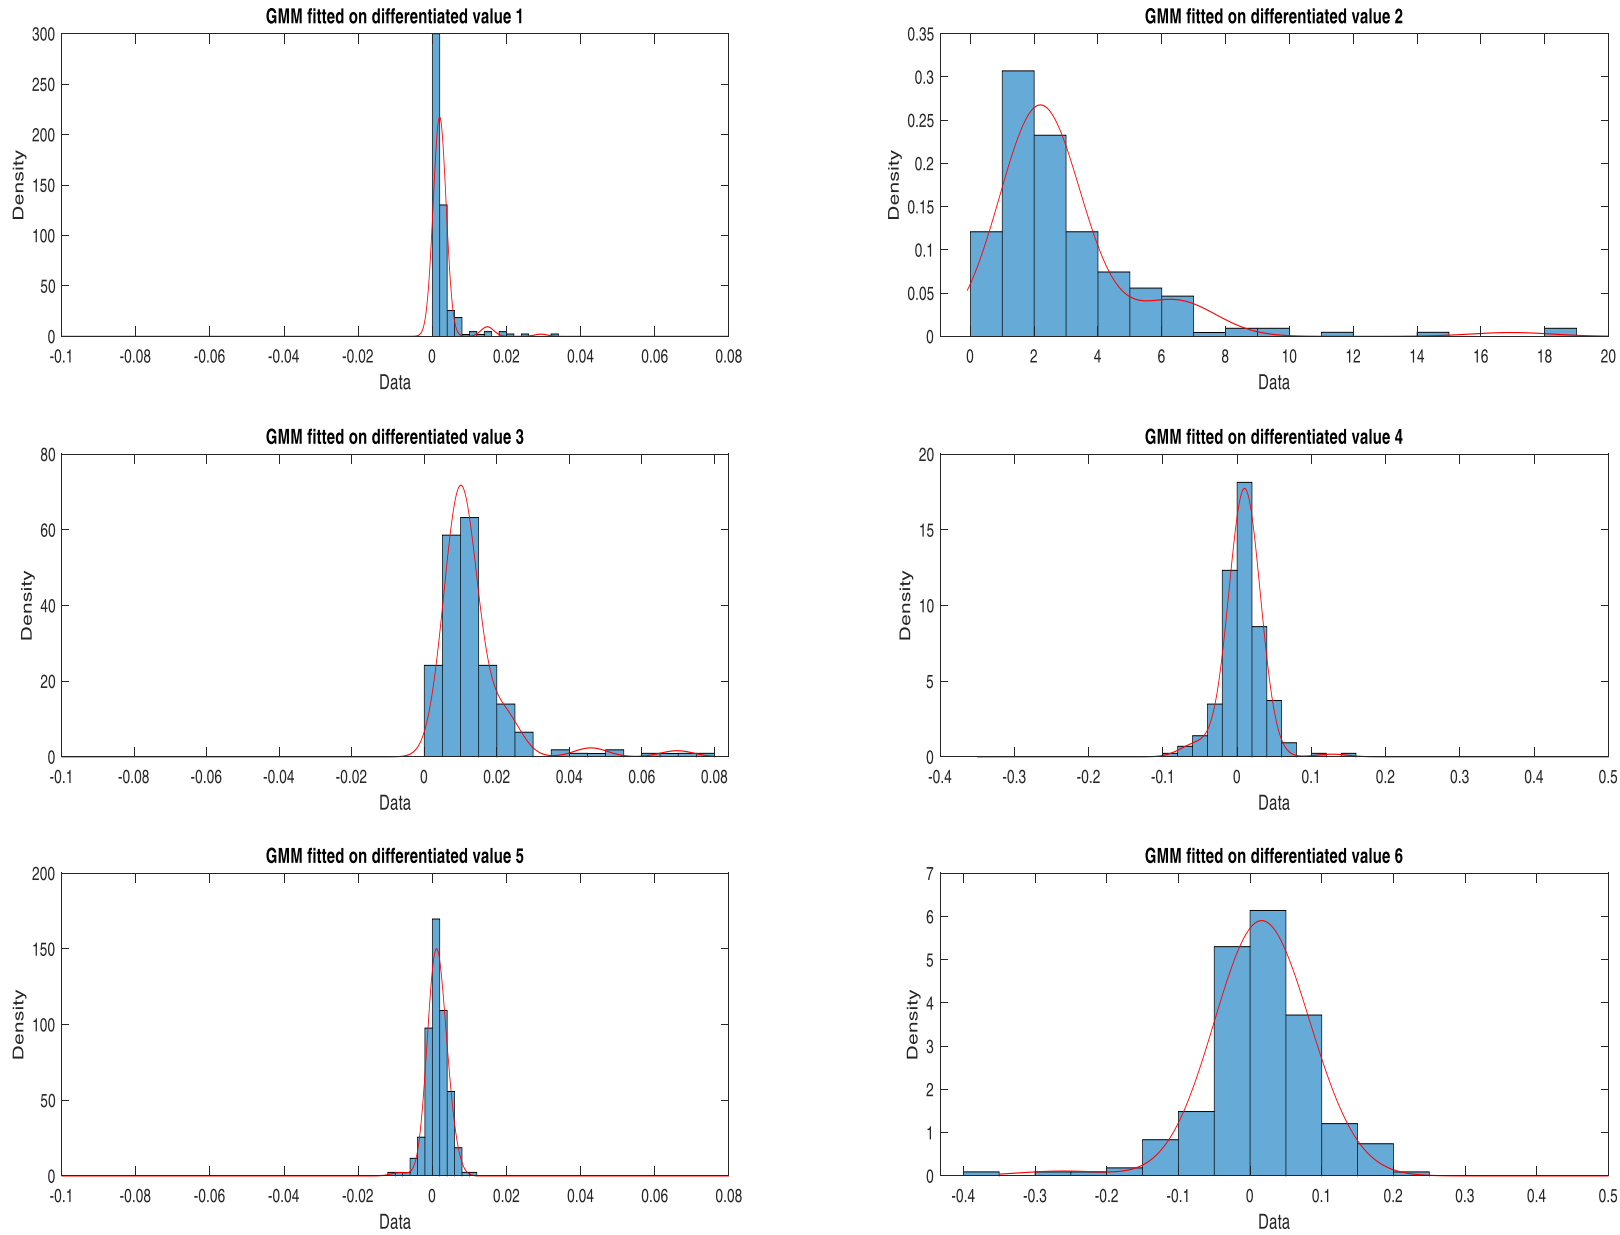 GMM fitted on differentiated value 1
300
250
200
150
100
50
0
Density
-0.1 -0.08 -0.06 -0.04 -0.02 0 0.02 0.04 0.06 0.08
Data
GMM fitted on differentiated value 2
0.35
0.3
0.25
0.2
0.15
0.1
0.05
0
Density
0 2 4 6 8 10 12 14 16 18 20
Data
GMM fitted on differentiated value 3
80
60
40
20
0
Density
-0.1 -0.08 -0.06 -0.04 -0.02 0 0.02 0.04 0.06 0.08
Data
GMM fitted on differentiated value 4
20
15
10
5
0
Density
-0.4 -0.3 -0.2 -0.1 0 0.1 0.2 0.3 0.4 0.5
Data
GMM fitted on differentiated value 5
200
150
100
50
0
Density
-0.1 -0.08 -0.06 -0.04 -0.02 0 0.02 0.04 0.06 0.08
Data
GMM fitted on differentiated value 6
7
6
5
4
3
2
1
0
Density
-0.4 -0.3 -0.2 -0.1 0 0.1 0.2 0.3 0.4 0.5
Data